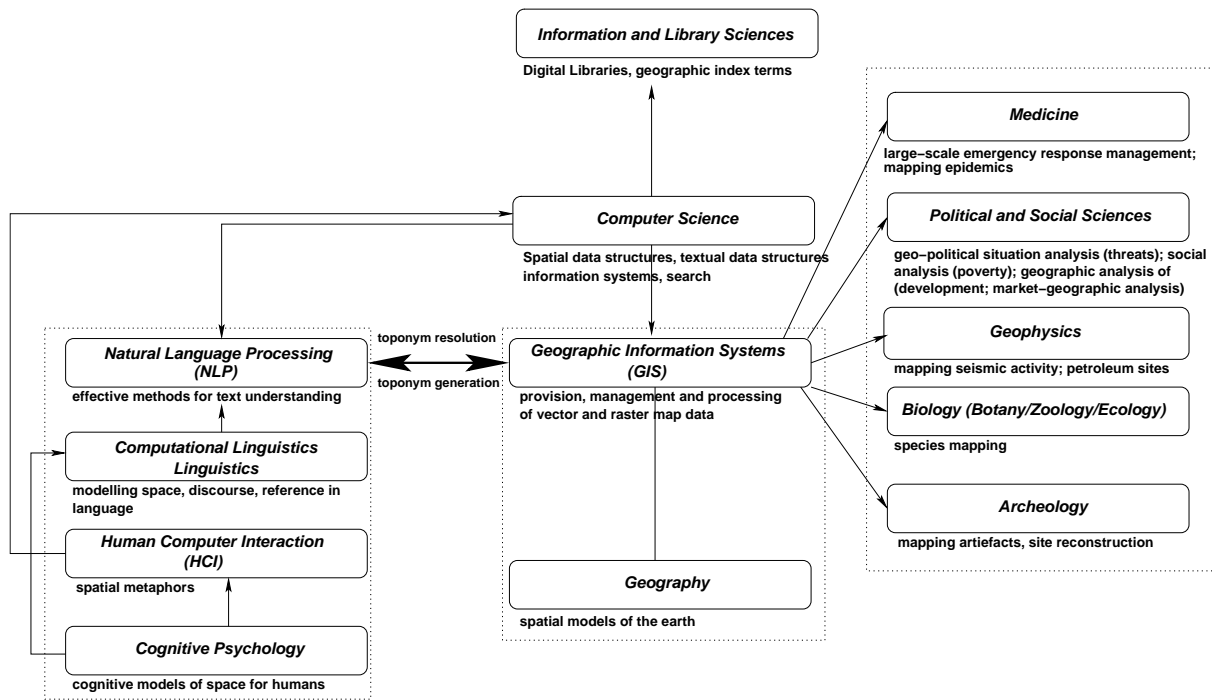 Information and Library Sciences
Digital Libraries, geographic index terms
Computer Science
Spatial data structures, textual data structures
information systems, search
Natural Language Processing
(NLP)
effective methods for text understanding
Computational Linguistics
Linguistics
modelling space, discourse, reference in
language
Human Computer Interaction
(HCI)
spatial metaphors
Cognitive Psychology
cognitive models of space for humans
toponym resolution
toponym generation
Geographic Information Systems
(GIS)
provision, management and processing
of vector and raster map data
Geography
spatial models of the earth
Medicine
large–scale emergency response management;
mapping epidemics
Political and Social Sciences
geo–political situation analysis (threats); social
analysis (poverty); geographic analysis of
(development; market–geographic analysis)
Geophysics
mapping seismic activity; petroleum sites
Biology (Botany/Zoology/Ecology)
species mapping
Archeology
mapping artiefacts, site reconstruction